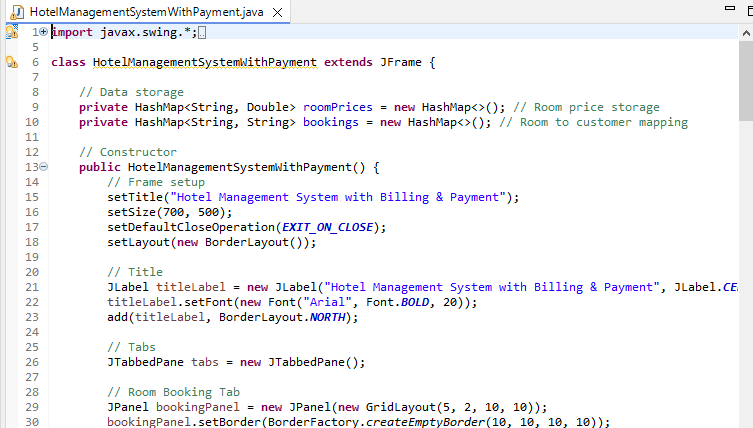 HotelManagementSystemWithPayment.java
1 import javax.swing.*;
5
6 class HotelManagementSystemWithPayment extends JFrame {
7
8 // Data storage
9 private HashMap<String, Double> roomPrices = new HashMap<>(); // Room price storage
10 private HashMap<String, String> bookings = new HashMap<>(); // Room to customer mapping
11
12 // Constructor
13 public HotelManagementSystemWithPayment() {
14 // Frame setup
15 setTitle("Hotel Management System with Billing & Payment");
16 setSize(700, 500);
17 setDefaultCloseOperation(EXIT_ON_CLOSE);
18 setLayout(new BorderLayout());
19
20 // Title
21 JLabel titleLabel = new JLabel("Hotel Management System with Billing & Payment", JLabel.CE
22 titleLabel.setFont(new Font("Arial", Font.BOLD, 20));
23 add(titleLabel, BorderLayout.NORTH);
24
25 // Tabs
26 JTabbedPane tabs = new JTabbedPane();
27
28 // Room Booking Tab
29 JPanel bookingPanel = new JPanel(new GridLayout(5, 2, 10, 10));
30 bookingPanel.setBorder(BorderFactory.createEmptyBorder(10, 10, 10, 10));